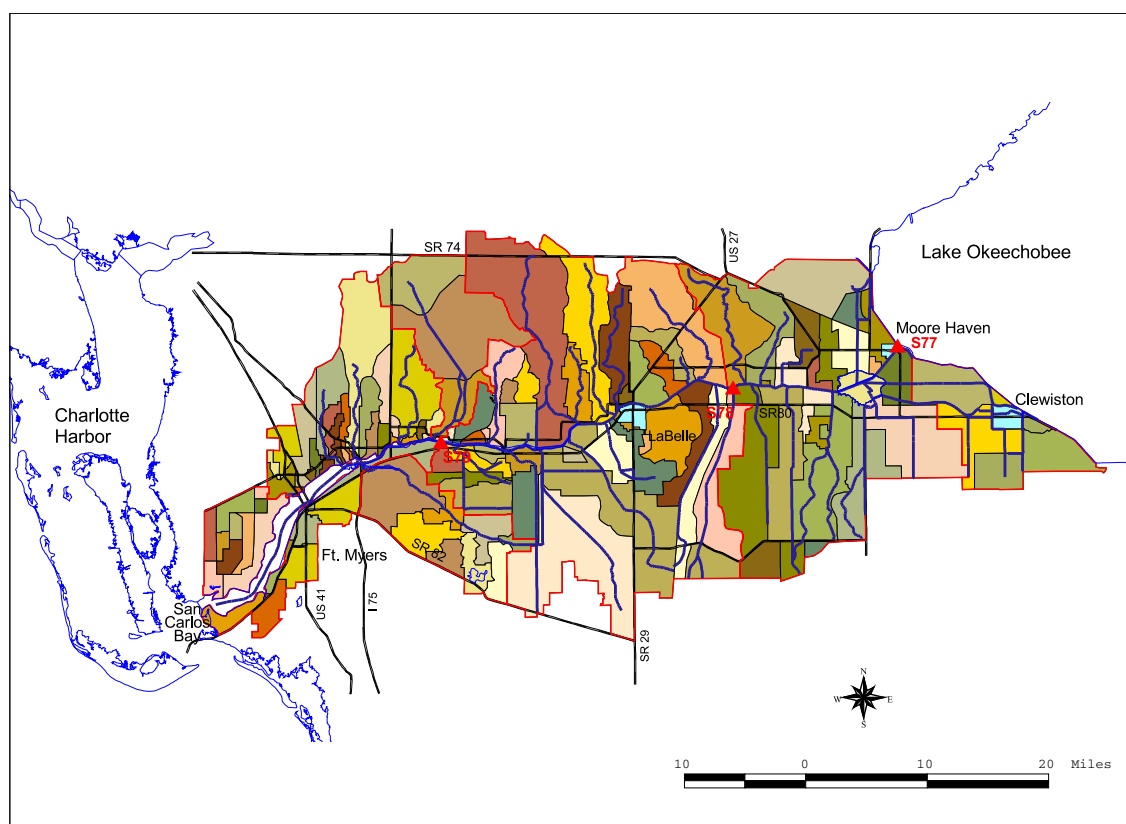 SR 74
US 27
Lake Okeechobee
Moore Haven
S77
Charlotte
Harbor
Clewiston
S78
SR80
LaBelle
S79
Ft. Myers
SR 82
San
Carlos
Bay
US 41
I 75
SR 29
N
W
E
S
10
0
10
20
Miles